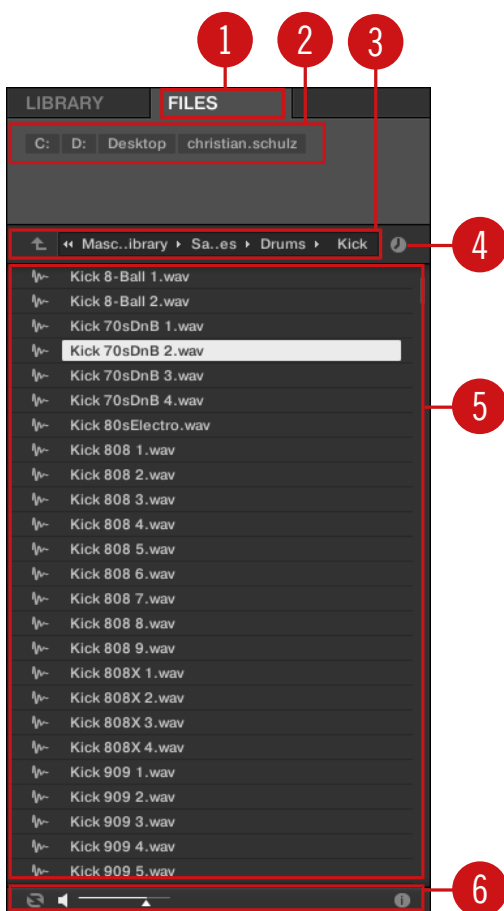 1 2 3
LIBRARY FILES
C: D: Desktop christian.schulz
Masc..ibrary Sa..es Drums Kick 4
Kick 8-Ball 1.wav
Kick 8-Ball 2.wav
Kick 70sDnB 1.wav
Kick 70sDnB 2.wav
Kick 70sDnB 3.wav
Kick 70sDnB 4.wav
5
Kick 80sElectro.wav
Kick 808 1.wav
Kick 808 2.wav
Kick 808 3.wav
Kick 808 4.wav
Kick 808 5.wav
Kick 808 6.wav
Kick 808 7.wav
Kick 808 8.wav
Kick 808 9.wav
Kick 808X 1.wav
Kick 808X 2.wav
Kick 808X 3.wav
Kick 808X 4.wav
Kick 909 1.wav
Kick 909 2.wav
Kick 909 3.wav
Kick 909 4.wav
Kick 909 5.wav
6